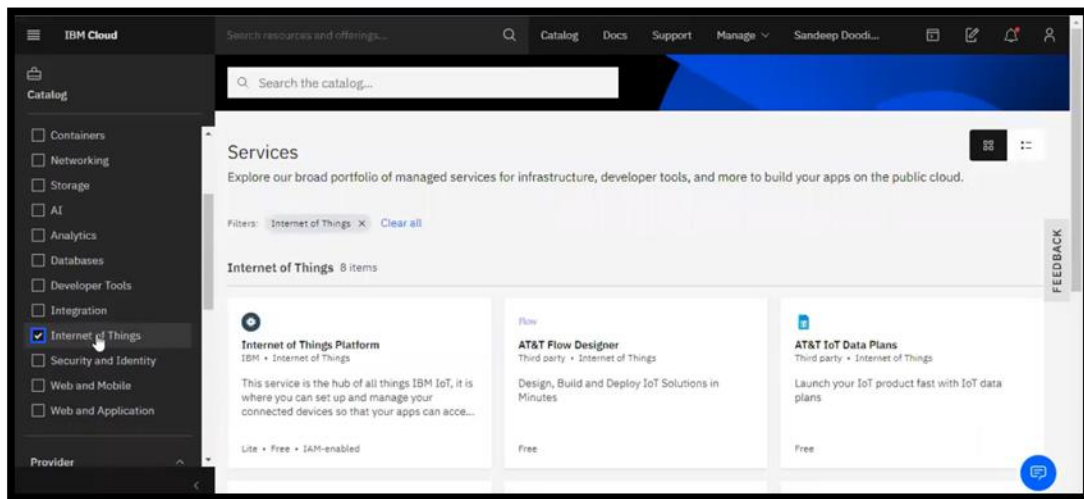 IBM Cloud
Search resources and offerings...
Catalog
Docs
Support
Manage
Sandeep Doodi...
Catalog
Containers
Networking
Storage
AI
Analytics
Databases
Developer Tools
Integration
Internet of Things
Security and Identity
Web and Mobile
Web and Application
Provider
Search the catalog...
Services
Explore our broad portfolio of managed services for infrastructure, developer tools, and more to build your apps on the public cloud.
Filters: Internet of Things × Clear all
Internet of Things 8 items
Internet of Things Platform
IBM • Internet of Things
This service is the hub of all things IBM IoT, it is
where you can set up and manage your
connected devices so that your apps can acce...
Lite • Free • IAM-enabled
Flow
AT&T Flow Designer
Third party • Internet of Things
Design, Build and Deploy IoT Solutions in
Minutes
Free
AT&T IoT Data Plans
Third party • Internet of Things
Launch your IoT product fast with IoT data
plans
Free
FEEDBACK